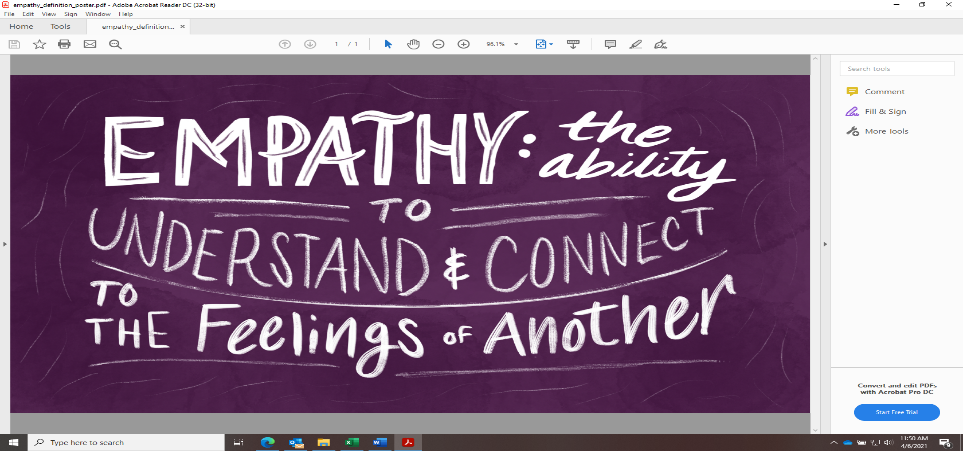 empathy_definition_poster.pdf - Adobe Acrobat Reader DC (32-bit)
File Edit View Sign Window Help
Home Tools empathy_definition... ×
1 / 1 96.1%
Search tools
Comment
Fill & Sign
More Tools
EMPATHY: the ability
TO
UNDERSTAND & CONNECT
TO
THE Feelings OF Another
Convert and edit PDFs
with Acrobat Pro DC
Start Free Trial
Type here to search
11:50 AM
4/6/2021